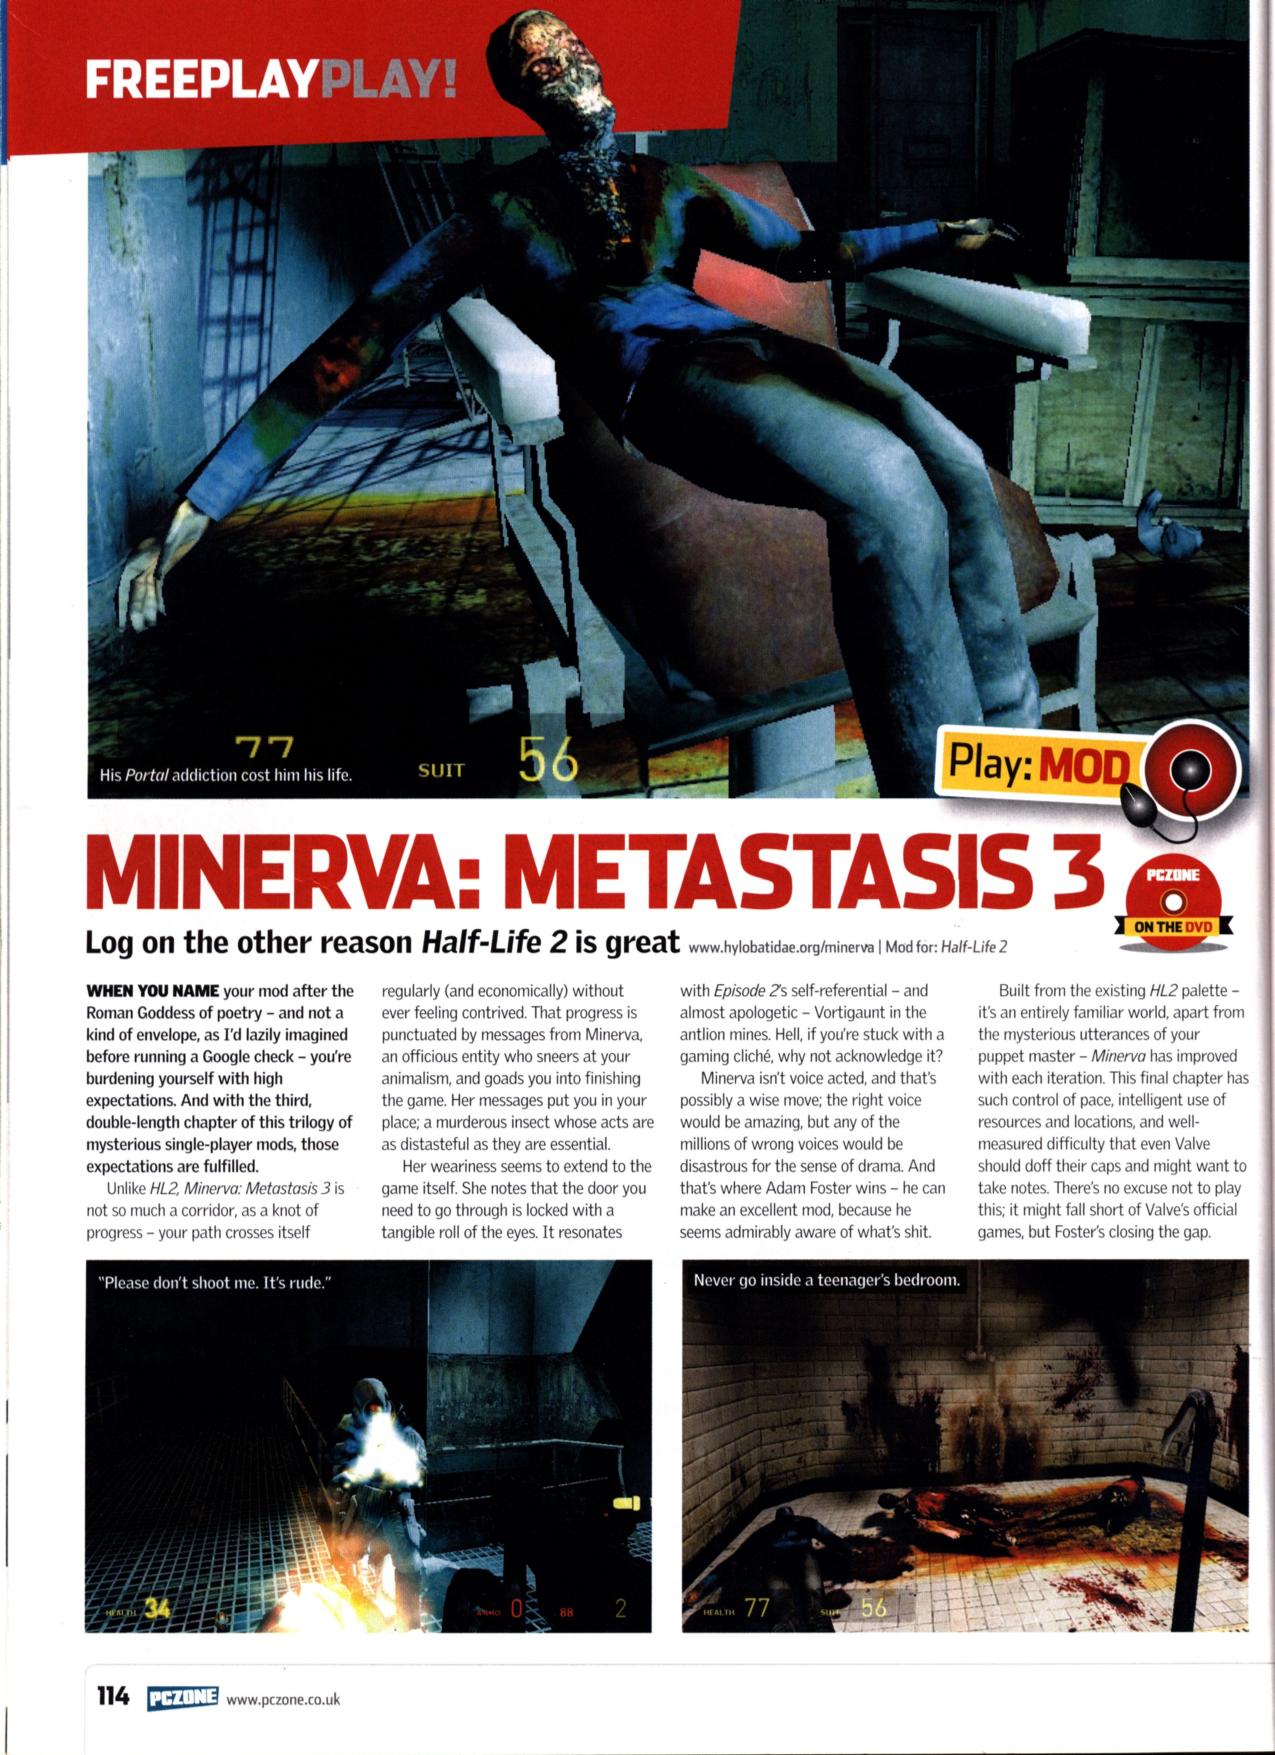 FREEPLAYPLAY!
77
SUIT 56
His Portal addiction cost him his life.
Play: MOD
MINERVA: METASTASIS 3
PCZONE
ON THE DVD
Log on the other reason Half-Life 2 is great www.hylobatidae.org/minerva | Mod for: Half-Life 2
WHEN YOU NAME your mod after the
Roman Goddess of poetry – and not a
kind of envelope, as I'd lazily imagined
before running a Google check – you're
burdening yourself with high
expectations. And with the third,
double-length chapter of this trilogy of
mysterious single-player mods, those
expectations are fulfilled.
Unlike HL2, Minerva: Metastasis 3 is
not so much a corridor, as a knot of
progress – your path crosses itself
regularly (and economically) without
ever feeling contrived. That progress is
punctuated by messages from Minerva,
an officious entity who sneers at your
animalism, and goads you into finishing
the game. Her messages put you in your
place; a murderous insect whose acts are
as distasteful as they are essential.
Her weariness seems to extend to the
game itself. She notes that the door you
need to go through is locked with a
tangible roll of the eyes. It resonates
with Episode 2's self-referential – and
almost apologetic – Vortigaunt in the
antlion mines. Hell, if you're stuck with a
gaming cliché, why not acknowledge it?
Minerva isn't voice acted, and that's
possibly a wise move; the right voice
would be amazing, but any of the
millions of wrong voices would be
disastrous for the sense of drama. And
that's where Adam Foster wins – he can
make an excellent mod, because he
seems admirably aware of what's shit.
Built from the existing HL2 palette –
it's an entirely familiar world, apart from
the mysterious utterances of your
puppet master – Minerva has improved
with each iteration. This final chapter has
such control of pace, intelligent use of
resources and locations, and well-
measured difficulty that even Valve
should doff their caps and might want to
take notes. There's no excuse not to play
this; it might fall short of Valve's official
games, but Foster's closing the gap.
"Please don't shoot me. It's rude."
HEALTH 34
AMMO 0 88 2
Never go inside a teenager's bedroom.
HEALTH 77 SUIT 56
114 PCZONE www.pczone.co.uk